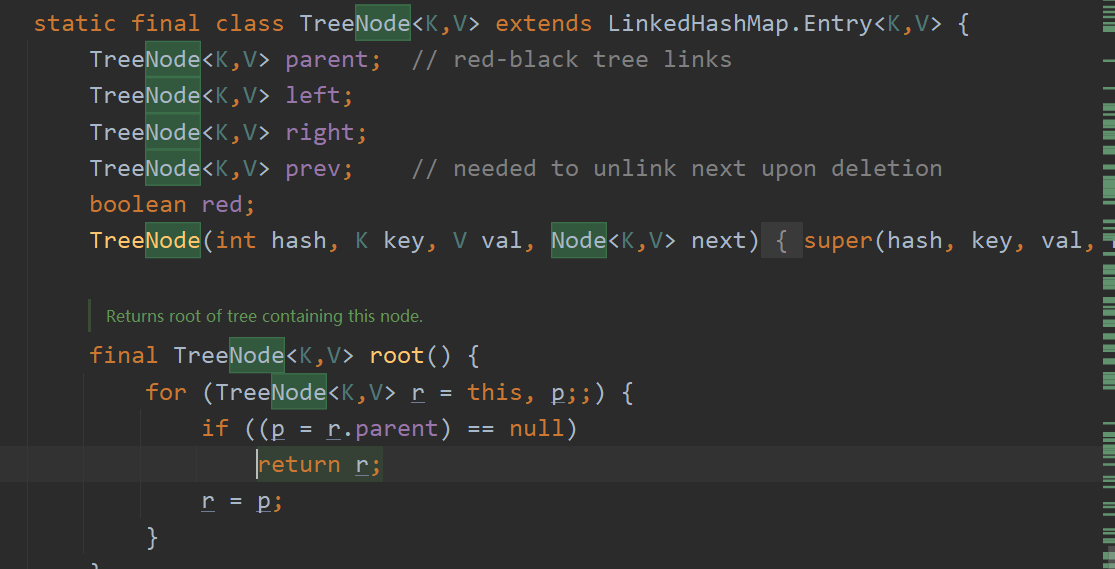 static final class TreeNode<K,V> extends LinkedHashMap.Entry<K,V> {
TreeNode<K,V> parent;  // red-black tree links
TreeNode<K,V> left;
TreeNode<K,V> right;
TreeNode<K,V> prev;    // needed to unlink next upon deletion
boolean red;
TreeNode(int hash, K key, V val, Node<K,V> next) { super(hash, key, val,
Returns root of tree containing this node.
final TreeNode<K,V> root() {
for (TreeNode<K,V> r = this, p;;) {
if ((p = r.parent) == null)
return r;
r = p;
}